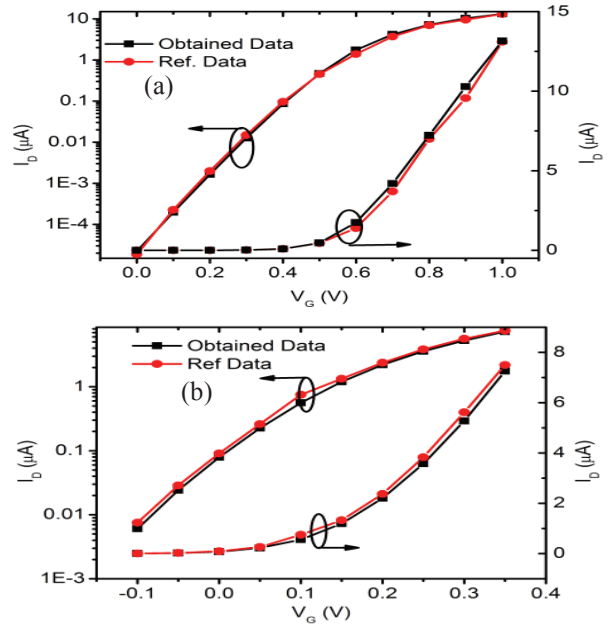 10
1
0.1
0.01
1E-3
1E-4
I_D (μA)
Obtained Data
Ref. Data
(a)
15
10
5
0
I_D (μA)
0.0 0.2 0.4 0.6 0.8 1.0
V_G (V)
1
0.1
0.01
1E-3
I_D (μA)
Obtained Data
Ref Data
(b)
8
6
4
2
0
I_D (μA)
-0.1 0.0 0.1 0.2 0.3 0.4
V_G (V)